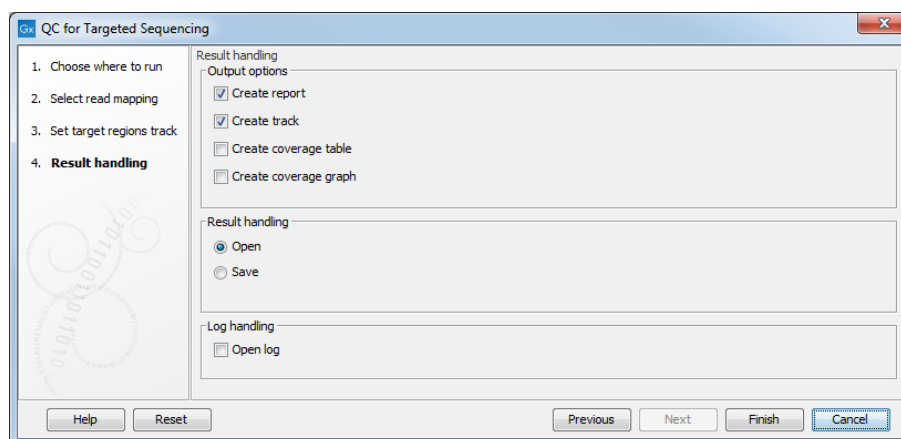 Gx QC for Targeted Sequencing
1. Choose where to run
2. Select read mapping
3. Set target regions track
4. Result handling
Result handling
Output options
Create report
Create track
Create coverage table
Create coverage graph
Result handling
Open
Save
Log handling
Open log
Help Reset Previous Next Finish Cancel